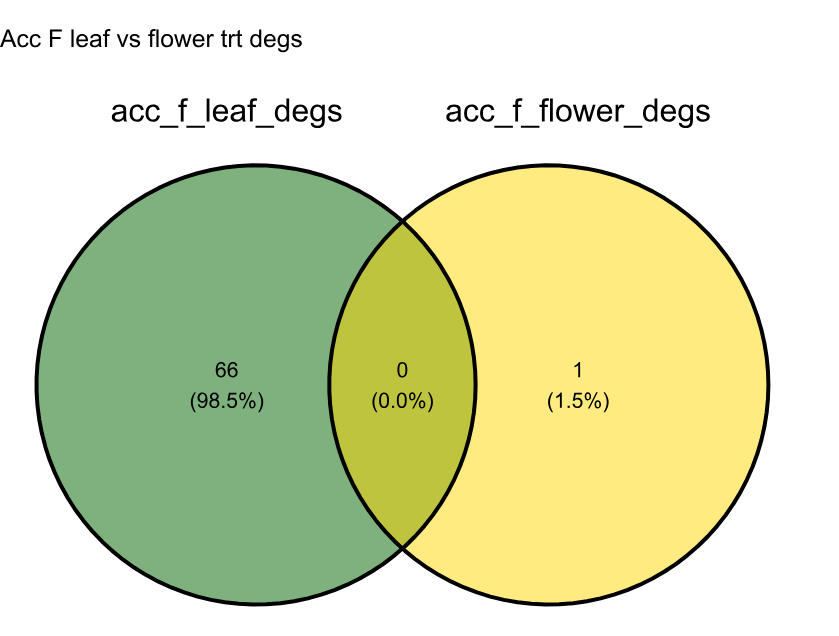 Acc F leaf vs flower trt degs
acc_f_leaf_degs acc_f_flower_degs
66 0 1
(98.5%) (0.0%) (1.5%)